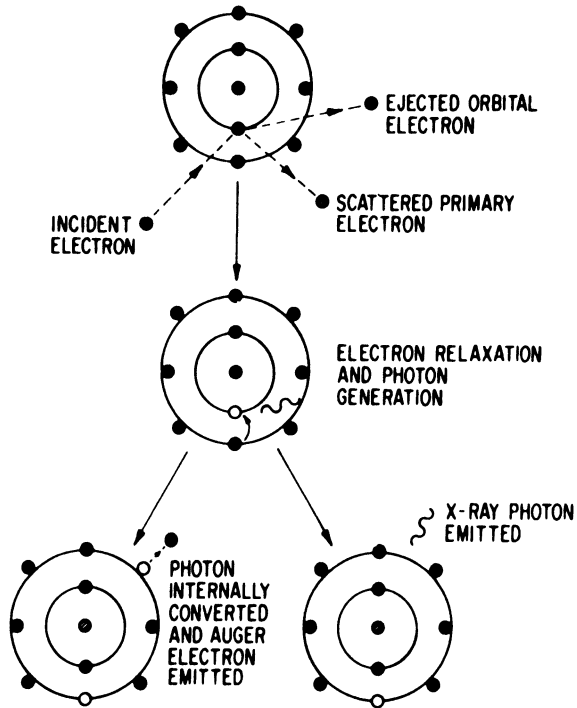 EJECTED ORBITAL
ELECTRON
SCATTERED PRIMARY
ELECTRON
INCIDENT
ELECTRON
ELECTRON RELAXATION
AND PHOTON
GENERATION
X-RAY PHOTON
EMITTED
PHOTON
INTERNALLY
CONVERTED
AND AUGER
ELECTRON
EMITTED